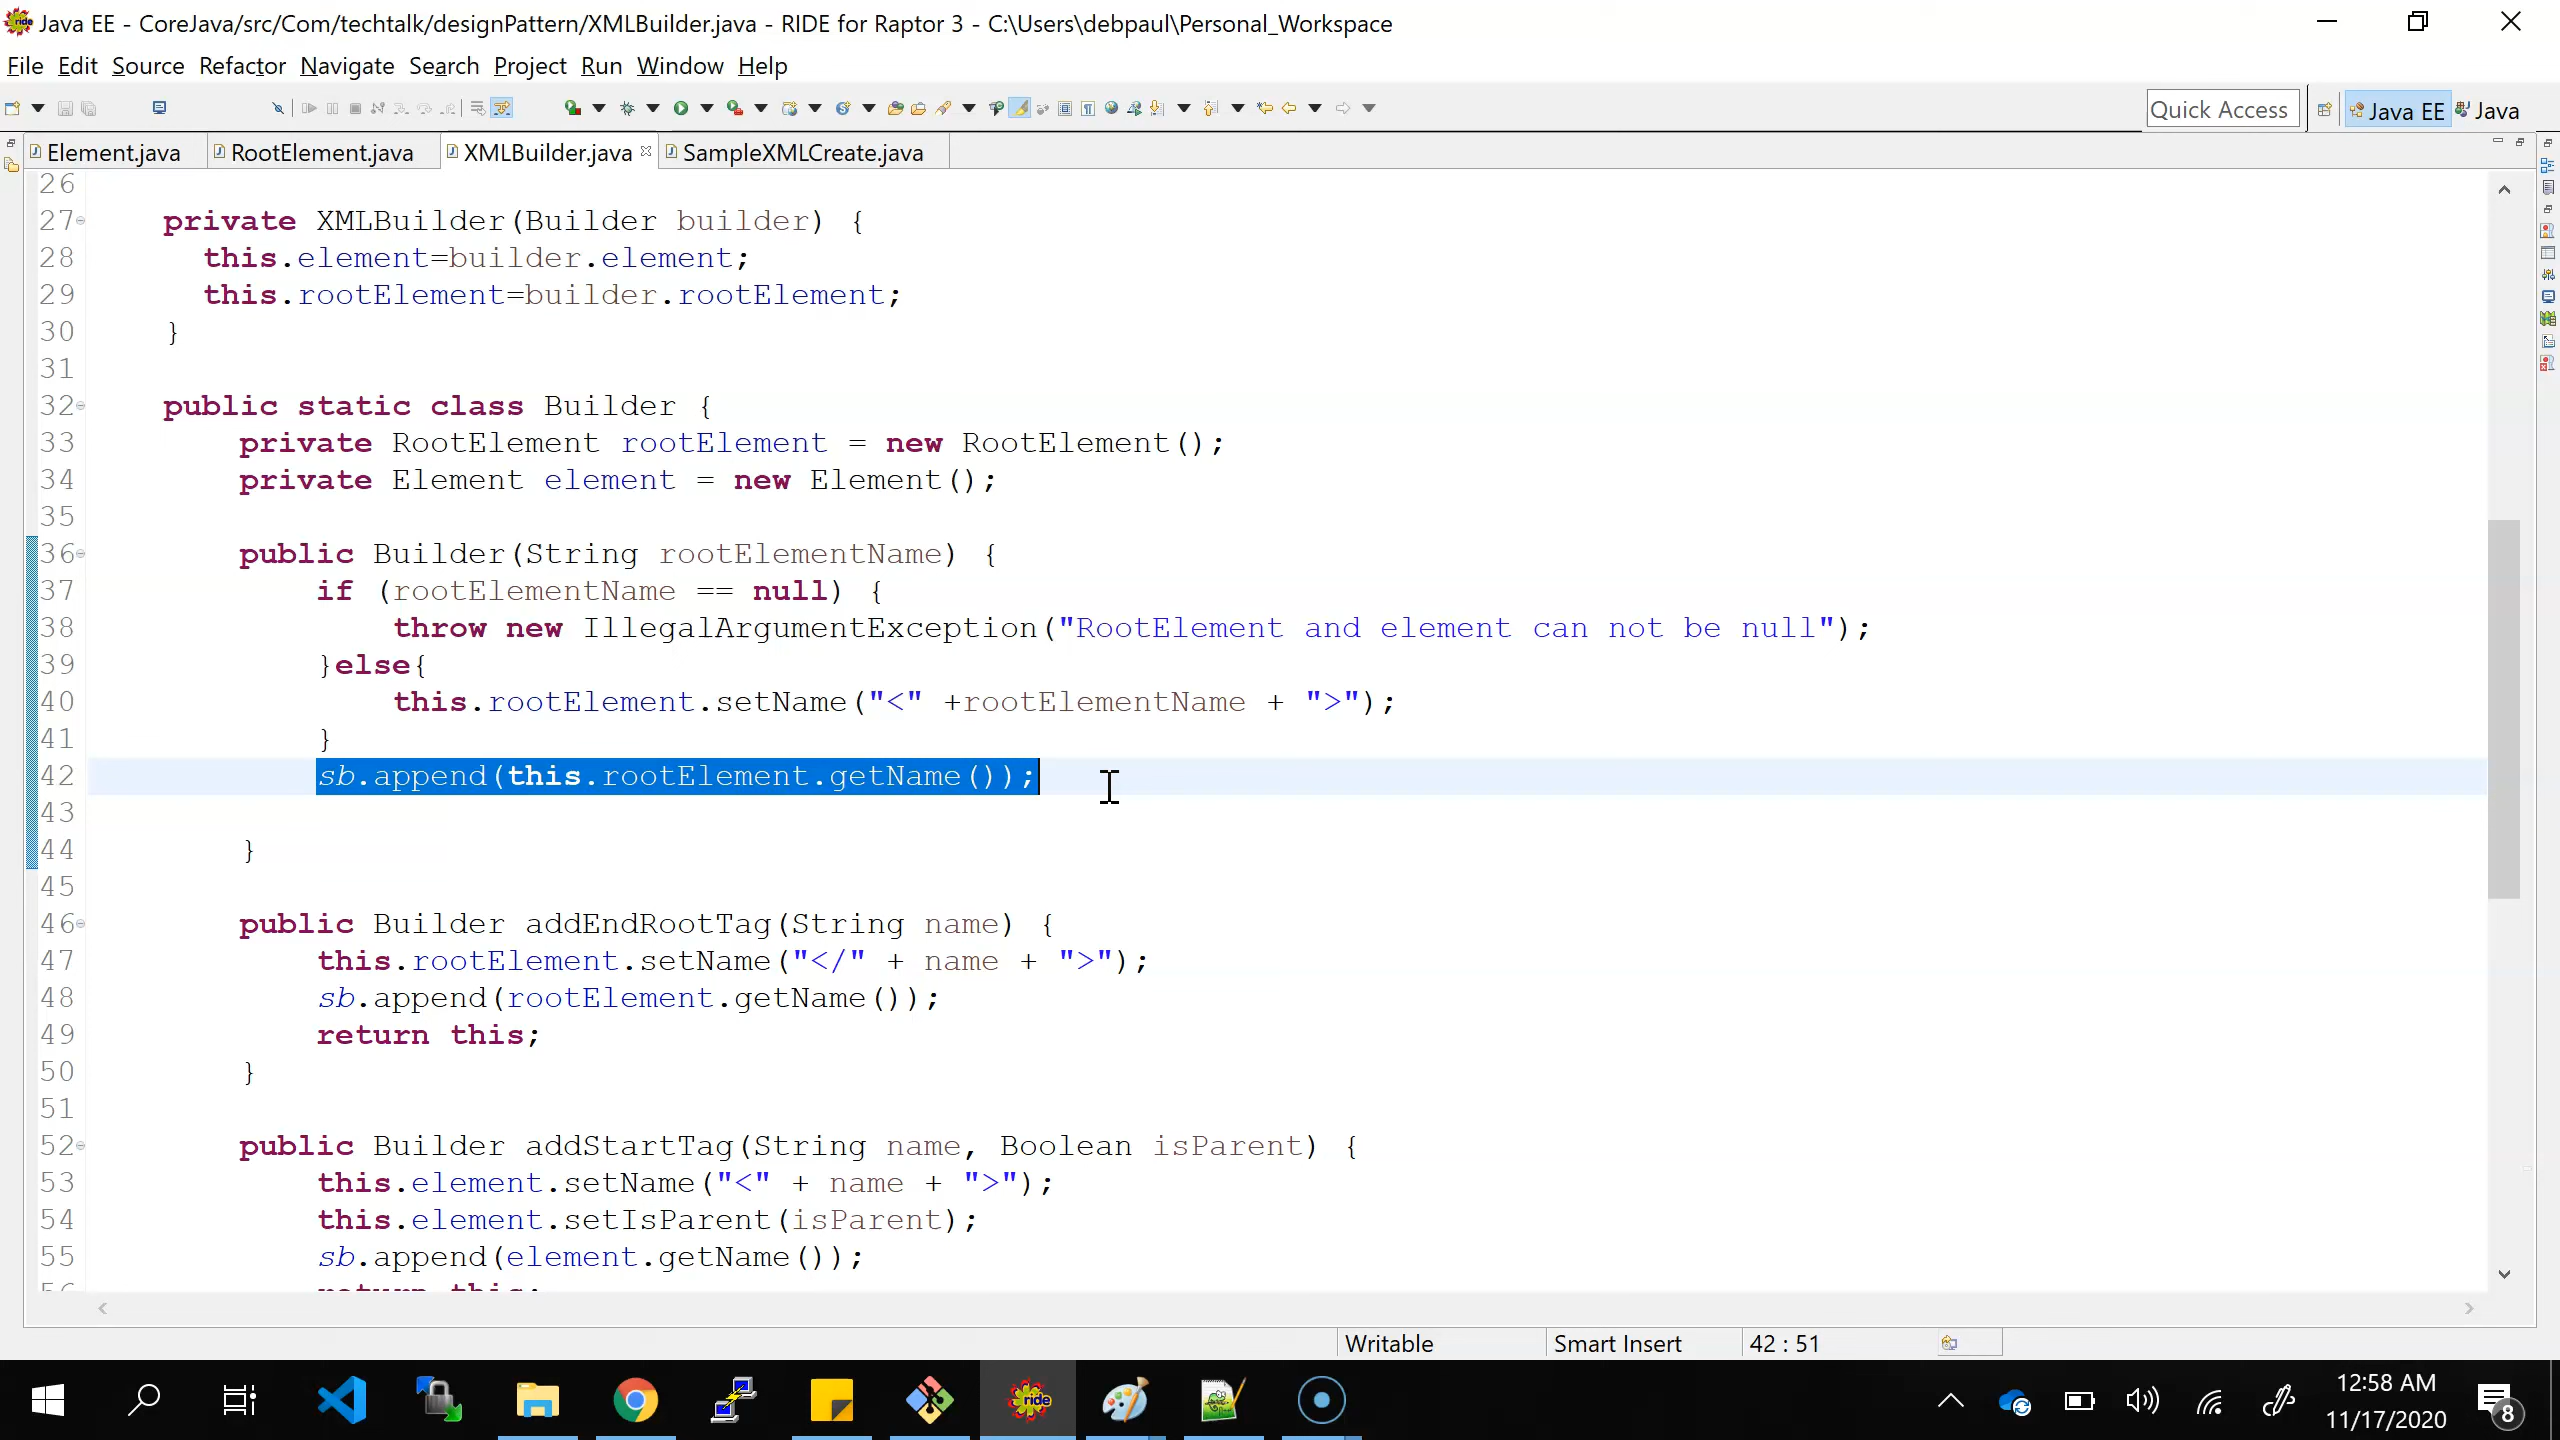 Java EE - CoreJava/src/Com/techtalk/designPattern/XMLBuilder.java - RIDE for Raptor 3 - C:\Users\debpaul\Personal_Workspace
File Edit Source Refactor Navigate Search Project Run Window Help
Quick Access Java EE Java
Element.java RootElement.java XMLBuilder.java SampleXMLCreate.java
26
27 private XMLBuilder(Builder builder) {
28 this.element=builder.element;
29 this.rootElement=builder.rootElement;
30 }
31
32 public static class Builder {
33 private RootElement rootElement = new RootElement();
34 private Element element = new Element();
35
36 public Builder(String rootElementName) {
37 if (rootElementName == null) {
38 throw new IllegalArgumentException("RootElement and element can not be null");
39 }else{
40 this.rootElement.setName("<" +rootElementName + ">");
41 }
42 sb.append(this.rootElement.getName());
43
44 }
45
46 public Builder addEndRootTag(String name) {
47 this.rootElement.setName("</" + name + ">");
48 sb.append(rootElement.getName());
49 return this;
50 }
51
52 public Builder addStartTag(String name, Boolean isParent) {
53 this.element.setName("<" + name + ">");
54 this.element.setIsParent(isParent);
55 sb.append(element.getName());
56 return this;
Writable Smart Insert 42 : 51
ride
12:58 AM
11/17/2020
8